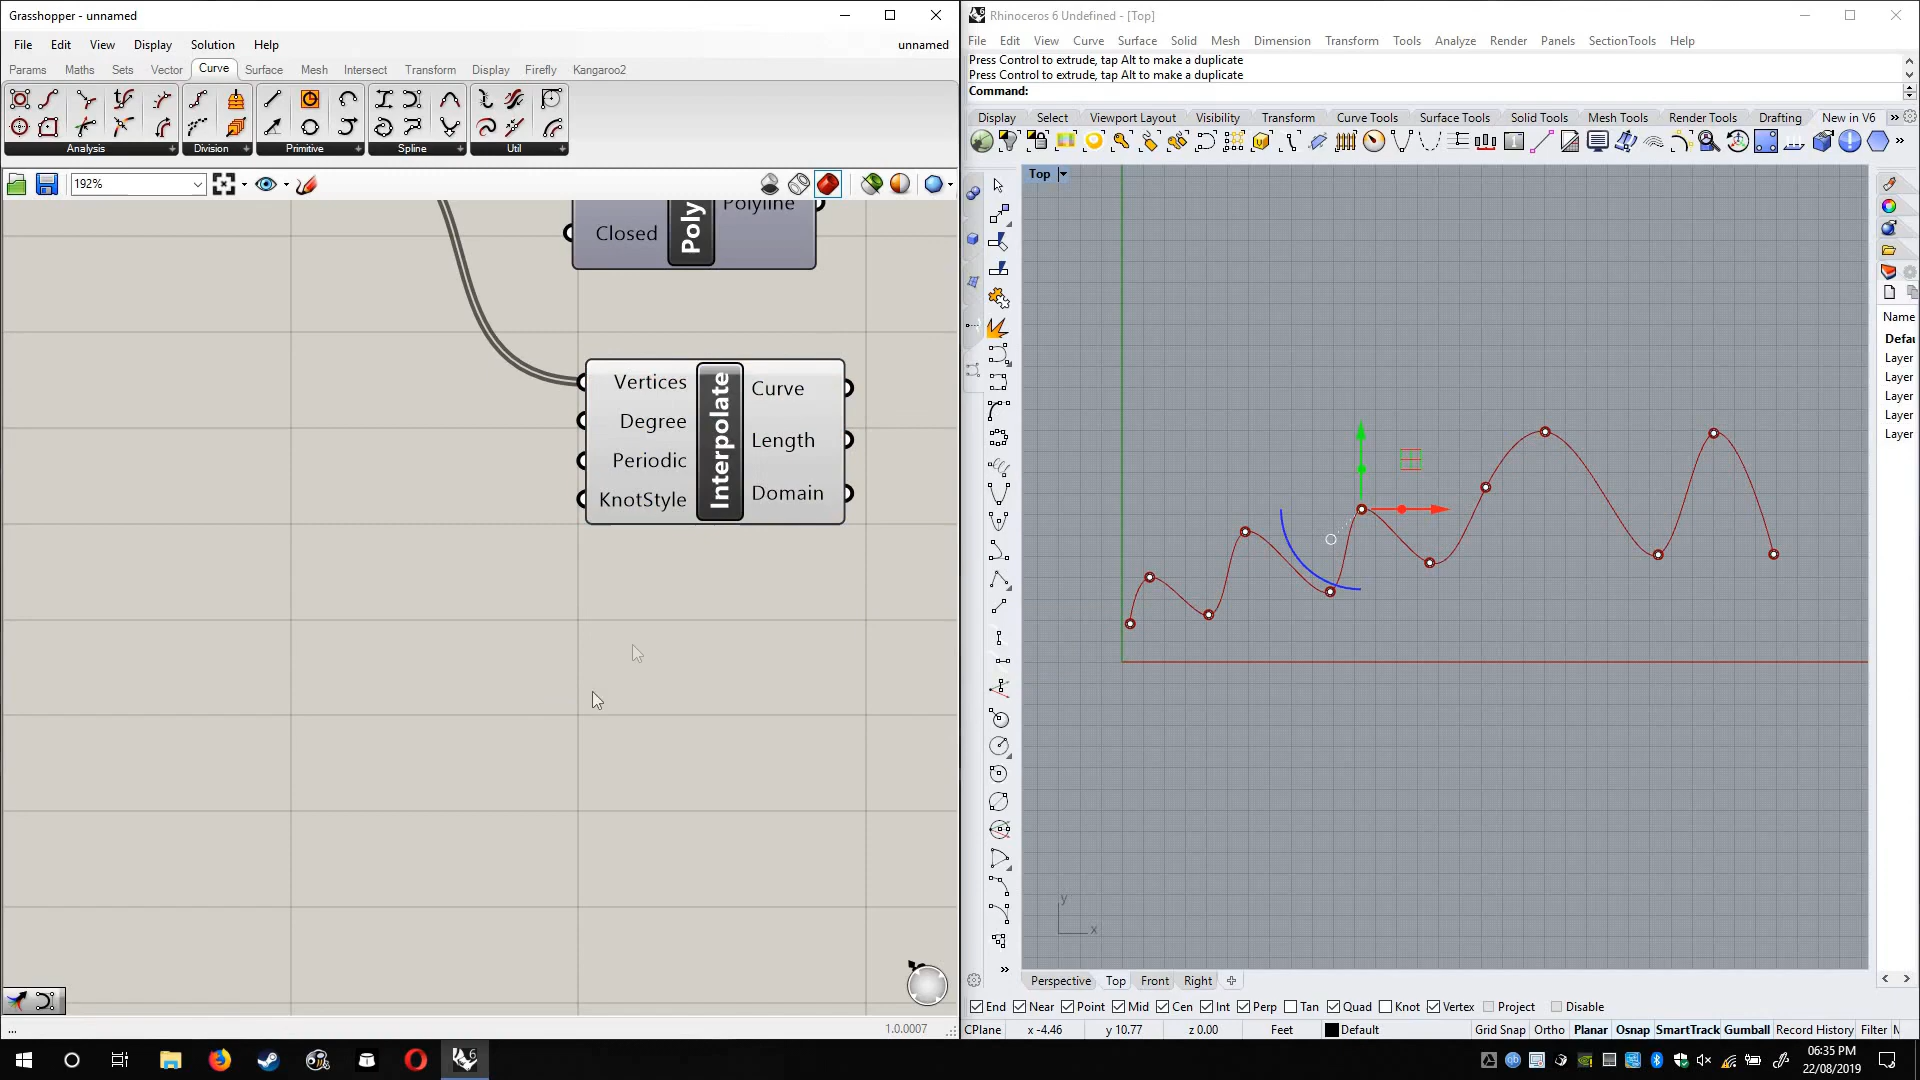 Grasshopper - unnamed
File Edit View Display Solution Help
unnamed
Params Maths Sets Vector Curve Surface Mesh Intersect Transform Display Firefly Kangaroo2
Analysis Division Primitive Spline Util
192%
Polyline
Closed
Poly
Vertices
Degree
Periodic
KnotStyle
Interpolate
Curve
Length
Domain
...
1.0.0007
Rhinoceros 6 Undefined - [Top]
File Edit View Curve Surface Solid Mesh Dimension Transform Tools Analyze Render Panels SectionTools Help
Press Control to extrude, tap Alt to make a duplicate
Press Control to extrude, tap Alt to make a duplicate
Command:
Display Select Viewport Layout Visibility Transform Curve Tools Surface Tools Solid Tools Mesh Tools Render Tools Drafting New in V6
Top
Name
Defau
Layer
Layer
Layer
Layer
Layer
y
x
Perspective Top Front Right
End Near Point Mid Cen Int Perp Tan Quad Knot Vertex Project Disable
CPlane x -4.46 y 10.77 z 0.00 Feet Default Grid Snap Ortho Planar Osnap SmartTrack Gumball Record History Filter
06:35 PM
22/08/2019